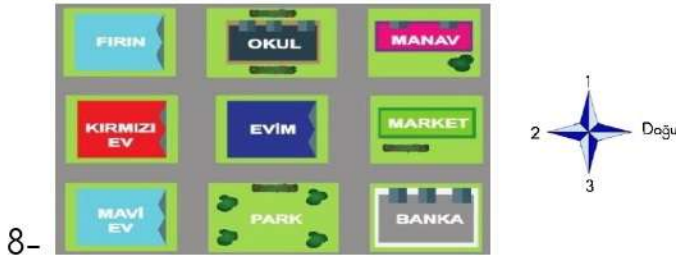 FIRIN
OKUL
MANAV
KIRMIZI
EV
EVİM
MARKET
MAVİ
EV
PARK
BANKA
1
2
Doğu
3
8-